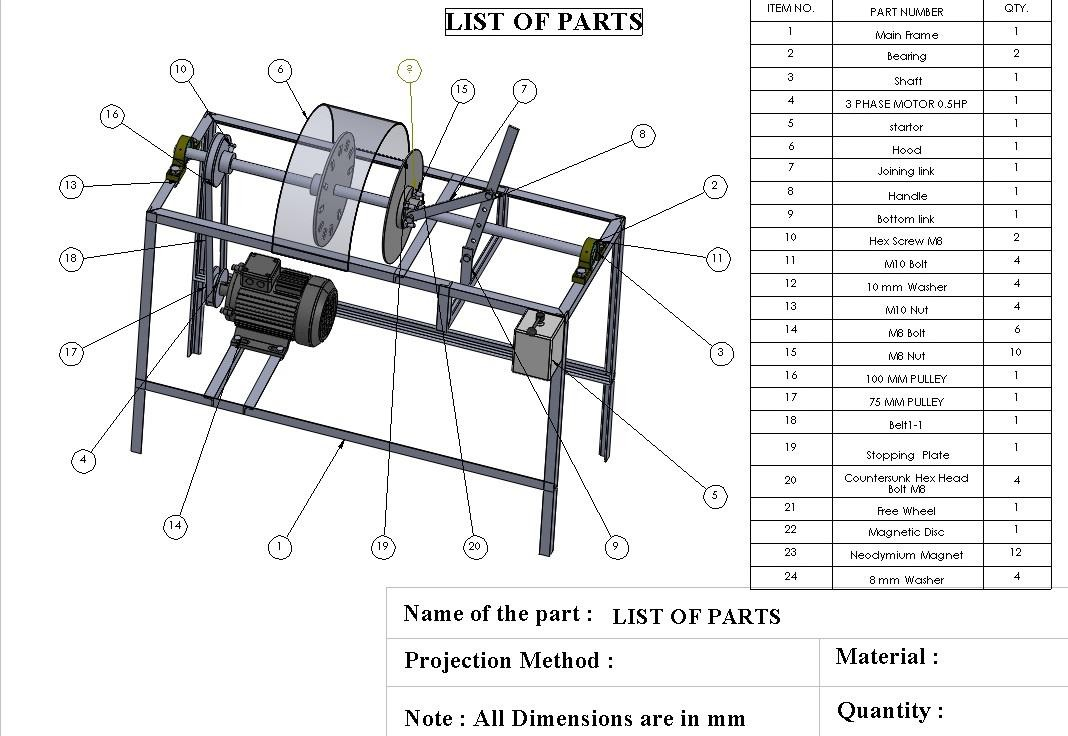 LIST OF PARTS
ITEM NO. PART NUMBER QTY.
1 Main Frame 1
2 Bearing 2
3 Shaft 1
4 3 PHASE MOTOR 0.5HP 1
5 startor 1
6 Hood 1
7 Joining link 1
8 Handle 1
9 Bottom link 1
10 Hex Screw M8 2
11 M10 Bolt 4
12 10 mm Washer 4
13 M10 Nut 4
14 M8 Bolt 6
15 M8 Nut 10
16 100 MM PULLEY 1
17 75 MM PULLEY 1
18 Belt1-1 1
19 Stopping Plate 1
20 Countersunk Hex Head
Bolt M8 4
21 Free Wheel 1
22 Magnetic Disc 1
23 Neodymium Magnet 12
24 8 mm Washer 4
10
6
?
15
7
16
8
13
2
18
11
17
3
4
5
14
1
19
20
9
Name of the part : LIST OF PARTS
Projection Method :
Material :
Note : All Dimensions are in mm
Quantity :